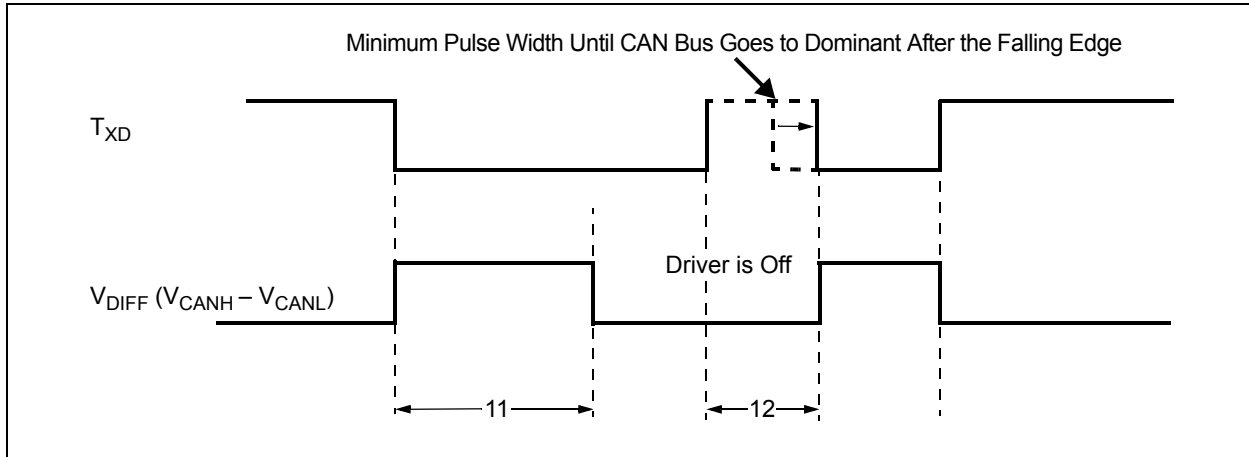 Minimum Pulse Width Until CAN Bus Goes to Dominant After the Falling Edge
TXD
Driver is Off
VDIFF (VCANH – VCANL)
11
12